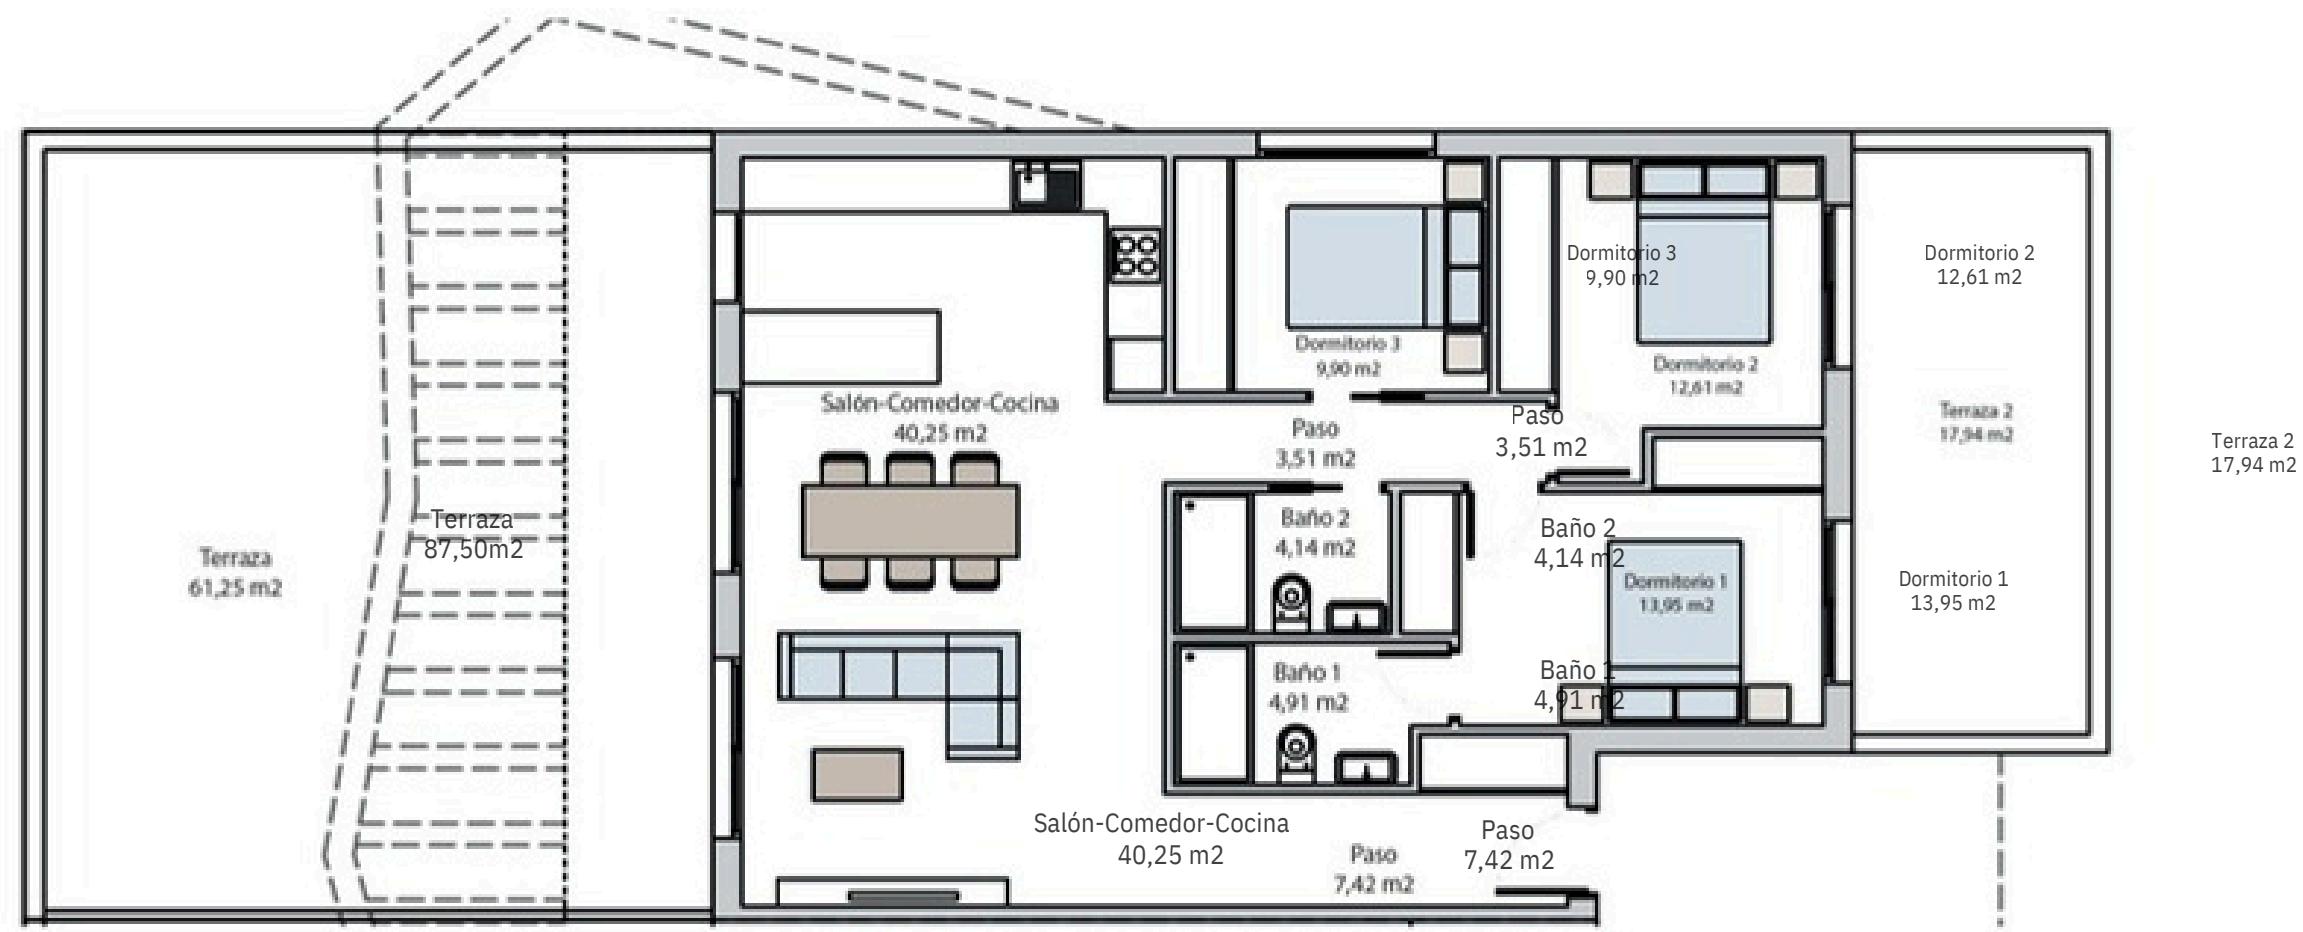 Dormitorio 3
9,90 m2
Dormitorio 2
12,61 m2
Dormitorio 3
9,90 m2
Dormitorio 2
12,61 m2
Salón-Comedor-Cocina
40,25 m2
Paso
3,51 m2
Paso
3,51 m2
Terraza 2
17,94 m2
Terraza 2
17,94 m2
Terraza
61,25 m2
Terraza
87,50m2
Baño 2
4,14 m2
Baño 2
4,14 m2
Dormitorio 1
13,95 m2
Dormitorio 1
13,95 m2
Baño 1
4,91 m2
Baño 1
4,91 m2
Salón-Comedor-Cocina
40,25 m2
Paso
7,42 m2
Paso
7,42 m2